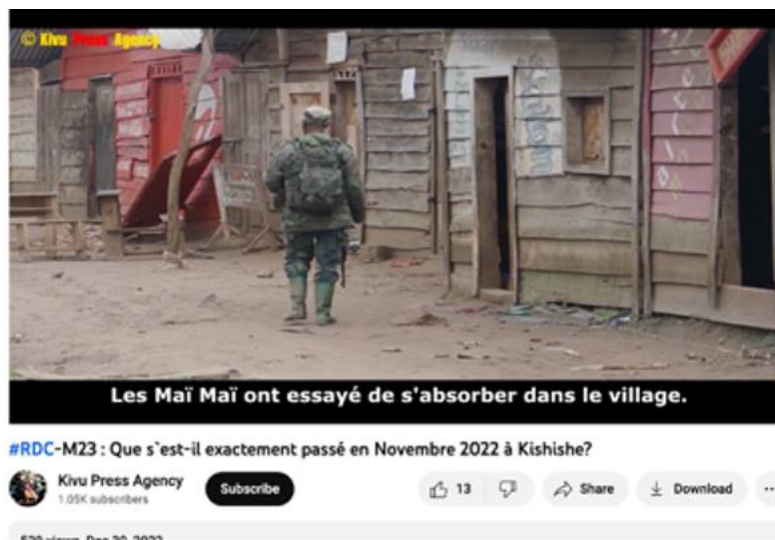 © Kivu Press Agency
Les Maï Maï ont essayé de s'absorber dans le village.
#RDC-M23 : Que s`est-il exactement passé en Novembre 2022 à Kishishe?
Kivu Press Agency
1.05K subscribers
Subscribe
13
Share
Download